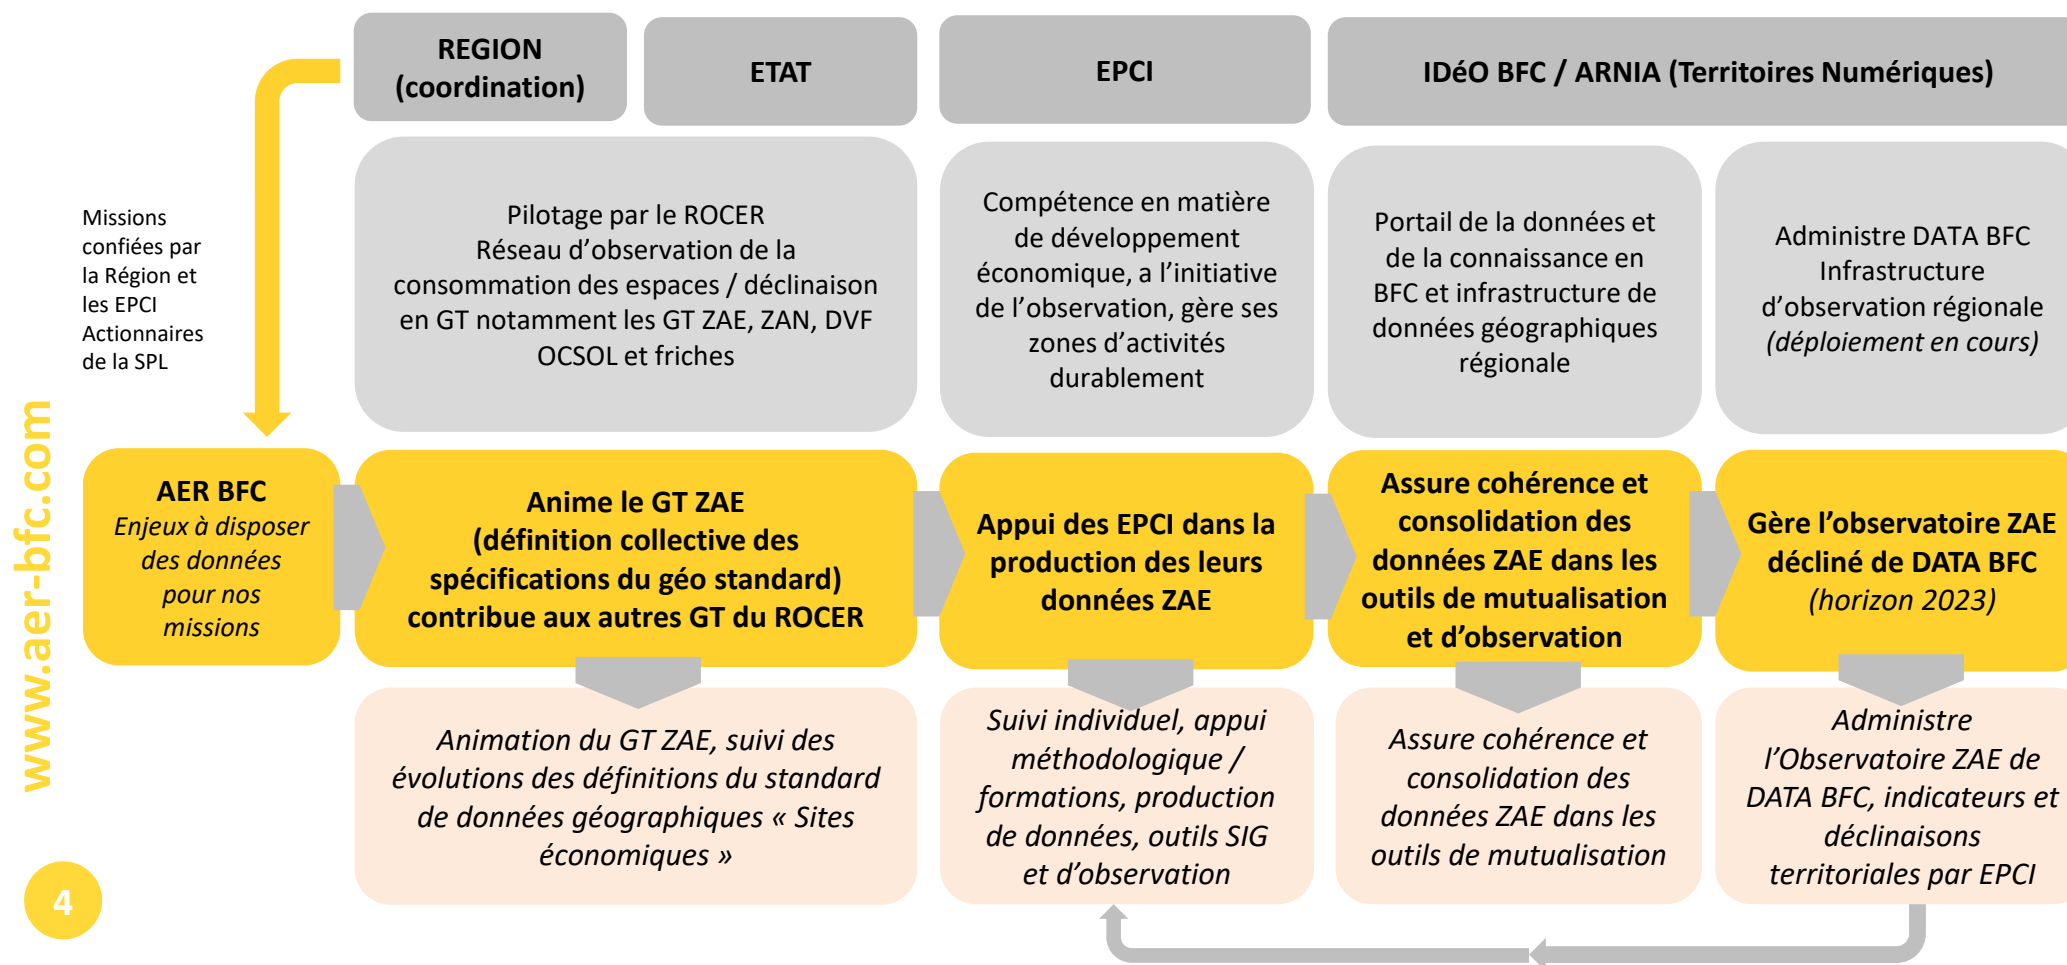 REGION
(coordination)
ETAT
EPCI
IDéO BFC / ARNIA (Territoires Numériques)
Missions
confiées par
la Région et
les EPCI
Actionnaires
de la SPL
Pilotage par le ROCER
Réseau d’observation de la
consommation des espaces / déclinaison
en GT notamment les GT ZAE, ZAN, DVF
OCSOL et friches
Compétence en matière
de développement
économique, a l’initiative
de l’observation, gère ses
zones d’activités
durablement
Portail de la données et
de la connaissance en
BFC et infrastructure de
données géographiques
régionale
Administre DATA BFC
Infrastructure
d’observation régionale
(déploiement en cours)
www.aer-bfc.com
AER BFC
Enjeux à disposer
des données
pour nos
missions
Anime le GT ZAE
(définition collective des
spécifications du géo standard)
contribue aux autres GT du ROCER
Appui des EPCI dans la
production des leurs
données ZAE
Assure cohérence et
consolidation des
données ZAE dans les
outils de mutualisation
et d’observation
Gère l’observatoire ZAE
décliné de DATA BFC
(horizon 2023)
Animation du GT ZAE, suivi des
évolutions des définitions du standard
de données géographiques « Sites
économiques »
Suivi individuel, appui
méthodologique /
formations, production
de données, outils SIG
et d’observation
Assure cohérence et
consolidation des
données ZAE dans les
outils de mutualisation
Administre
l’Observatoire ZAE de
DATA BFC, indicateurs et
déclinaisons
territoriales par EPCI
4